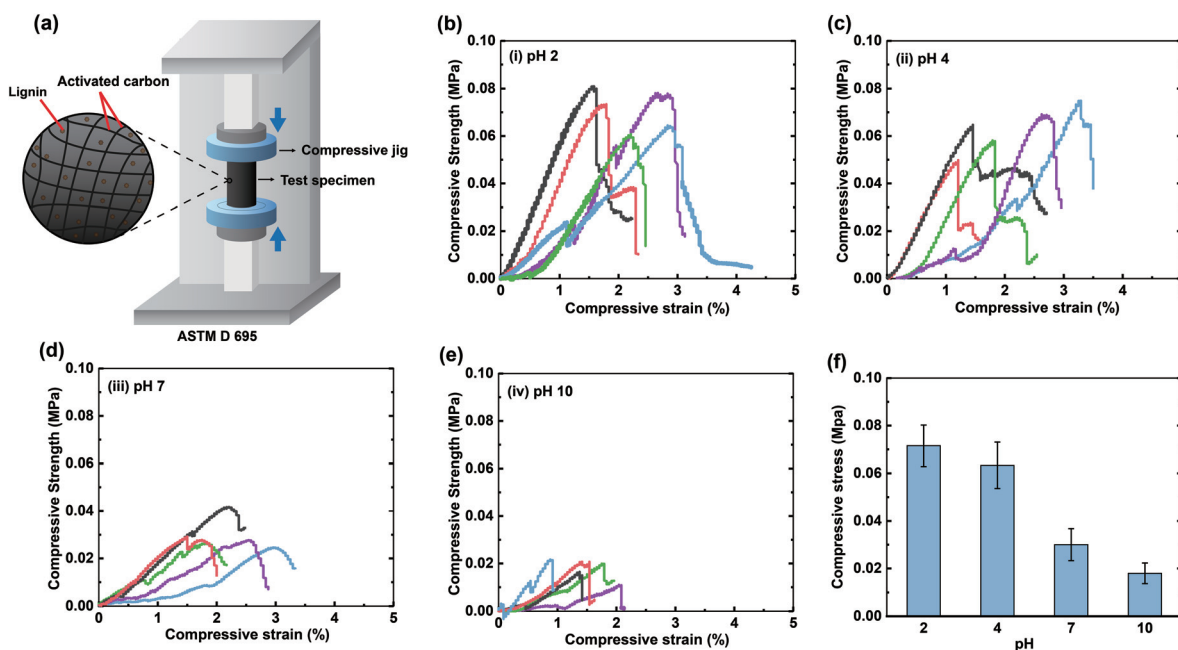 (a)
Lignin
Activated carbon
Compressive jig
Test specimen
ASTM D 695
(b)
(i) pH 2
Compressive Strength (MPa)
0.10
0.08
0.06
0.04
0.02
0.00
0 1 2 3 4 5
Compressive strain (%)
(c)
(ii) pH 4
Compressive Strength (MPa)
0.10
0.08
0.06
0.04
0.02
0.00
0 1 2 3 4
Compressive strain (%)
(d)
(iii) pH 7
Compressive Strength (MPa)
0.10
0.08
0.06
0.04
0.02
0.00
0 1 2 3 4 5
Compressive strain (%)
(e)
(iv) pH 10
Compressive Strength (MPa)
0.10
0.08
0.06
0.04
0.02
0.00
0 1 2 3 4 5
Compressive strain (%)
(f)
Compressive stress (Mpa)
0.10
0.08
0.06
0.04
0.02
0.00
2 4 7 10
pH